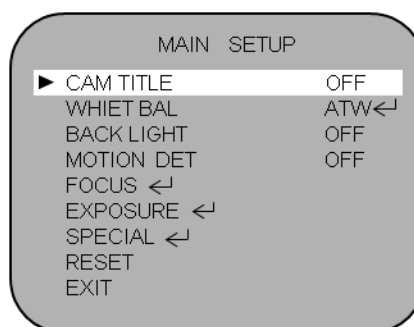 MAIN SETUP
► CAM TITLE OFF
WHIET BAL ATW↵
BACK LIGHT OFF
MOTION DET OFF
FOCUS ↵
EXPOSURE ↵
SPECIAL ↵
RESET
EXIT